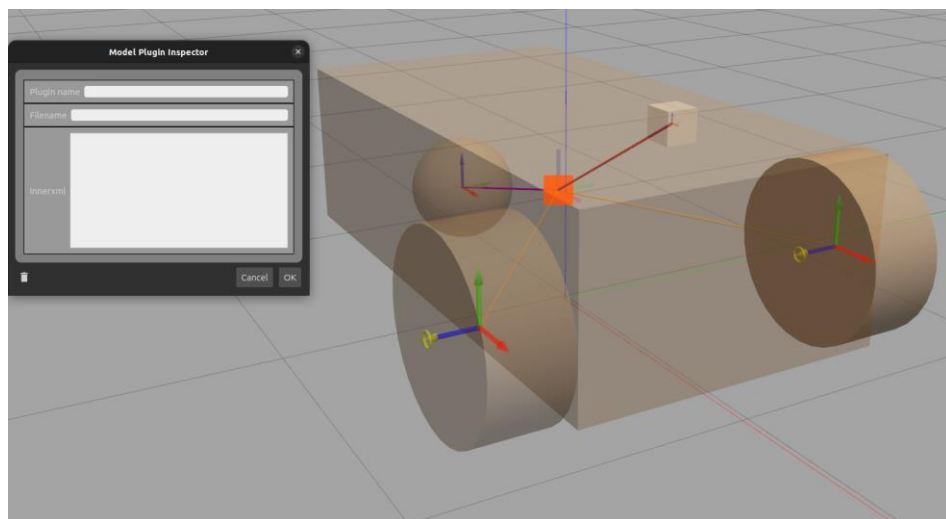 Model Plugin Inspector
Plugin name
Filename
Innerxml
Cancel OK